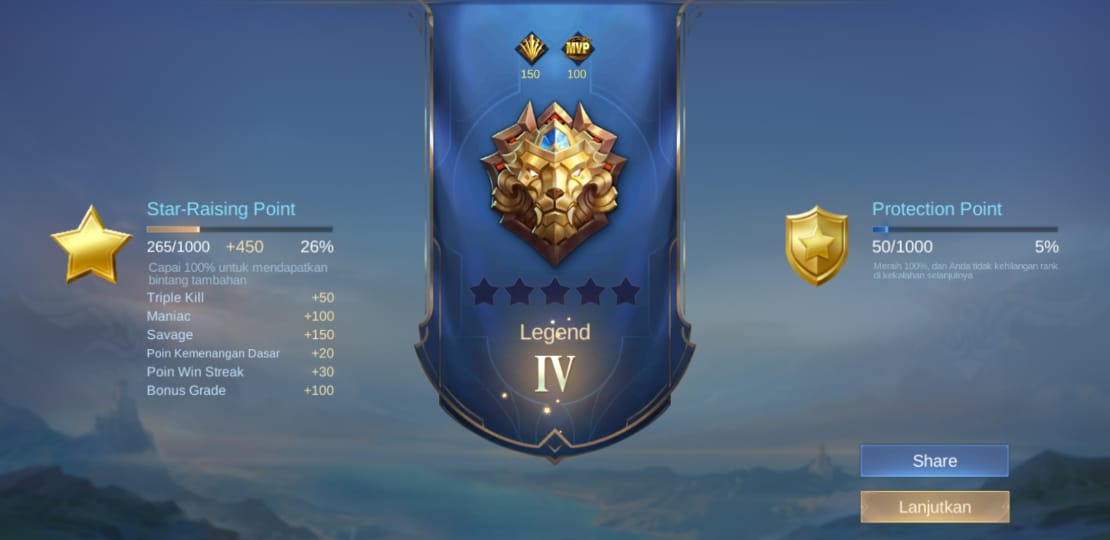 MVP
150
100
Star-Raising Point
265/1000 +450 26%
Capai 100% untuk mendapatkan
bintang tambahan
Triple Kill +50
Maniac +100
Savage +150
Poin Kemenangan Dasar +20
Poin Win Streak +30
Bonus Grade +100
Legend
IV
Protection Point
50/1000 5%
Meraih 100%, dan Anda tidak kehilangan rank
di kekalahan selanjutnya
Share
Lanjutkan